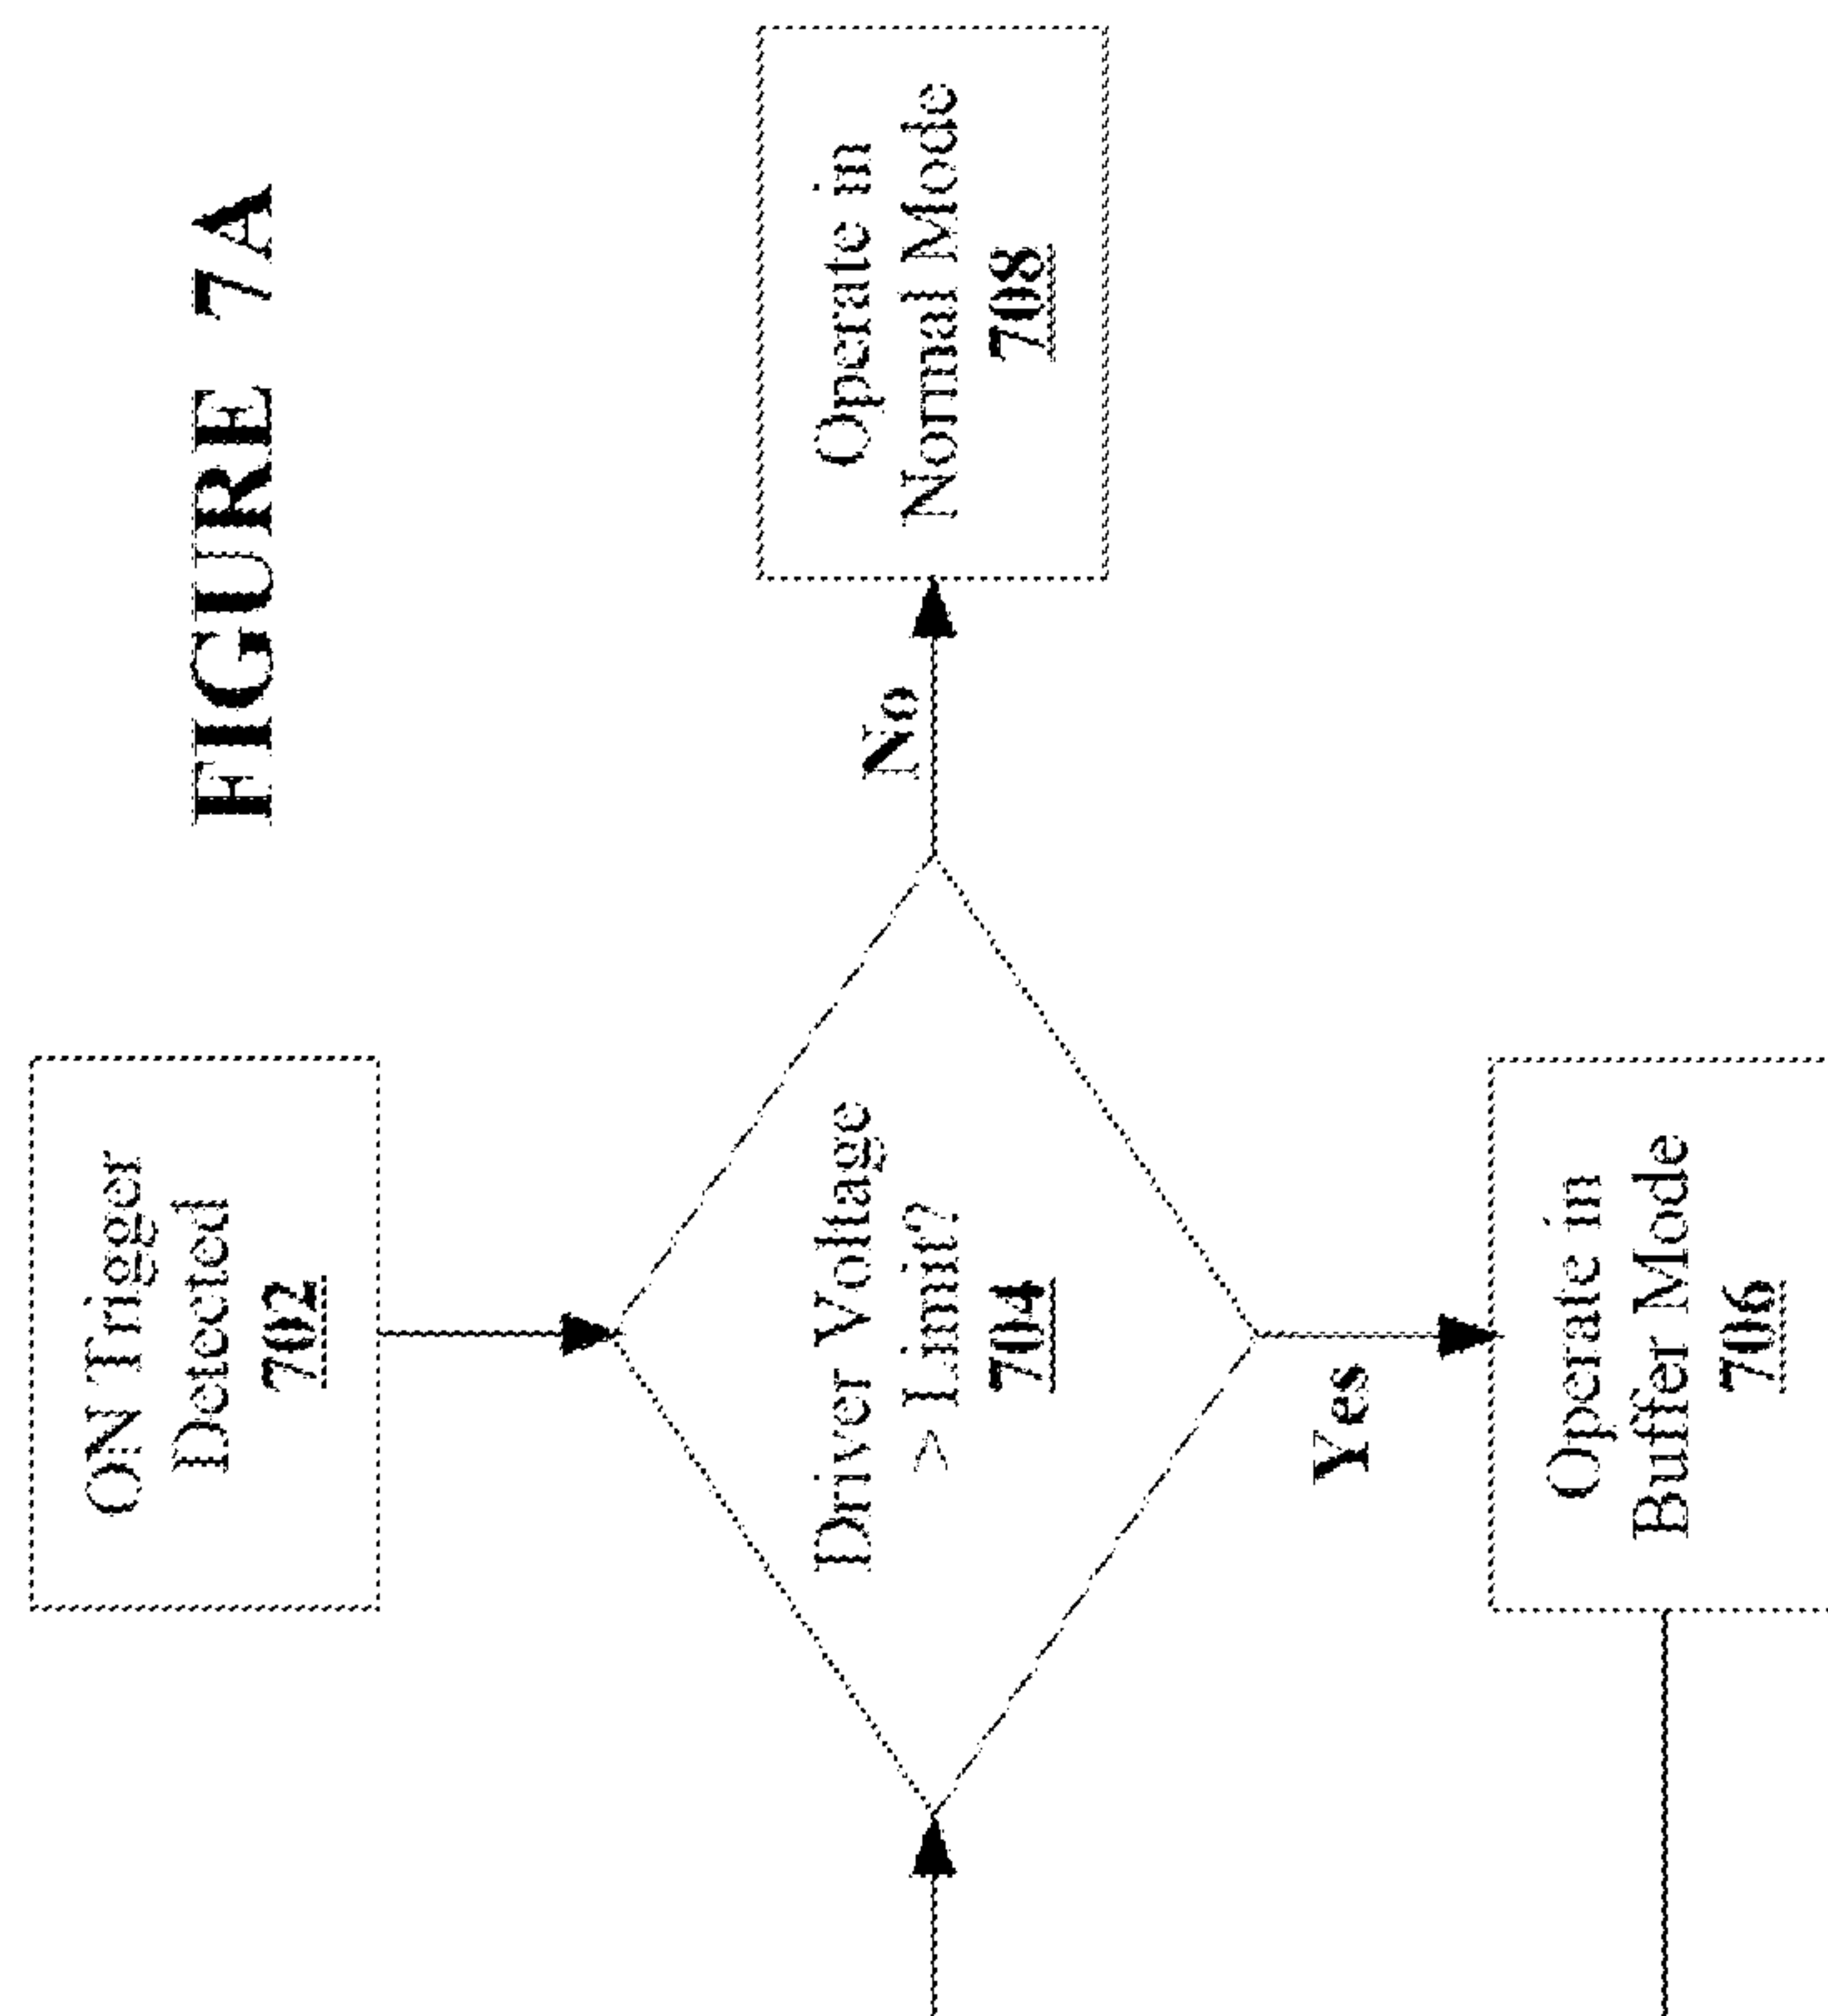 FIGURE 7A
ON Trigger
Detected
702
Driver Voltage
> Limit?
704
No
Operate in
Normal Mode
708
Yes
Operate in
Buffer Mode
706